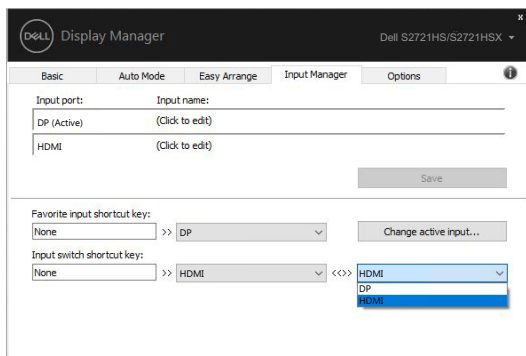 DELL Display Manager
Dell S2721HS/S2721HSX
x
Basic Auto Mode Easy Arrange Input Manager Options
Input port: Input name:
DP (Active) (Click to edit)
HDMI (Click to edit)
Save
Favorite input shortcut key:
None >> DP Change active input...
Input switch shortcut key:
None >> HDMI <<>> HDMI
DP
HDMI